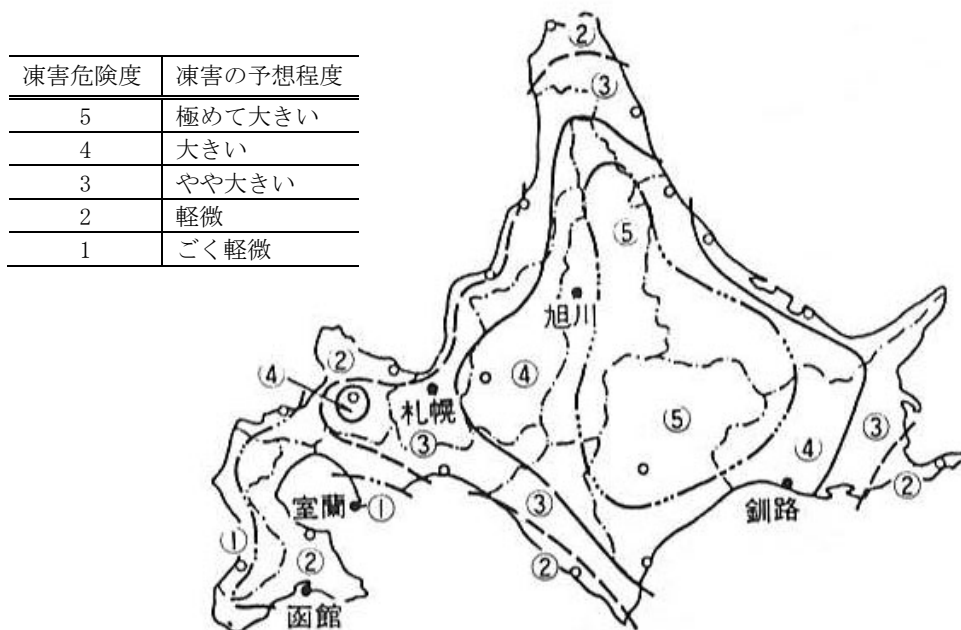 凍害危険度 凍害の予想程度
5 極めて大きい
4 大きい
3 やや大きい
2 軽微
1 ごく軽微
②
③
⑤
旭川
②
④
④
札幌
③
⑤
④
③
②
室蘭
①
③
釧路
①
②
②
函館